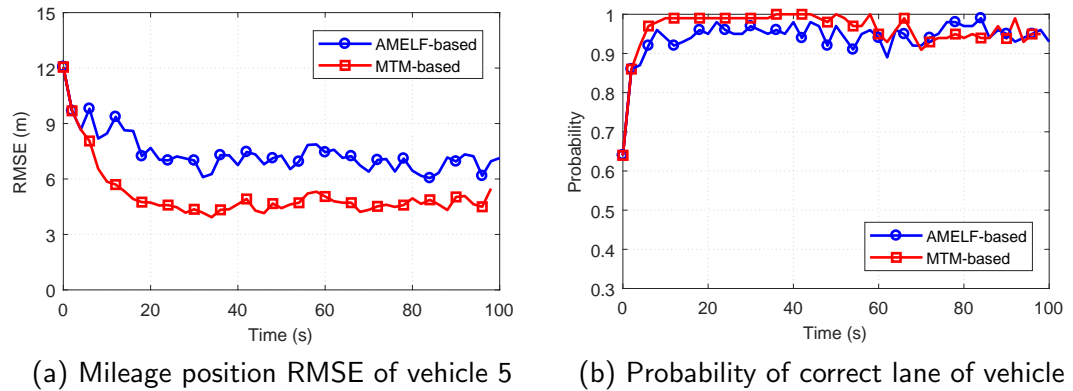 15
12
9
6
3
0
RMSE (m)
AMELF-based
MTM-based
0 20 40 60 80 100
Time (s)
(a) Mileage position RMSE of vehicle 5
1
0.9
0.8
0.7
0.6
0.5
0.4
0.3
Probability
AMELF-based
MTM-based
0 20 40 60 80 100
Time (s)
(b) Probability of correct lane of vehicle